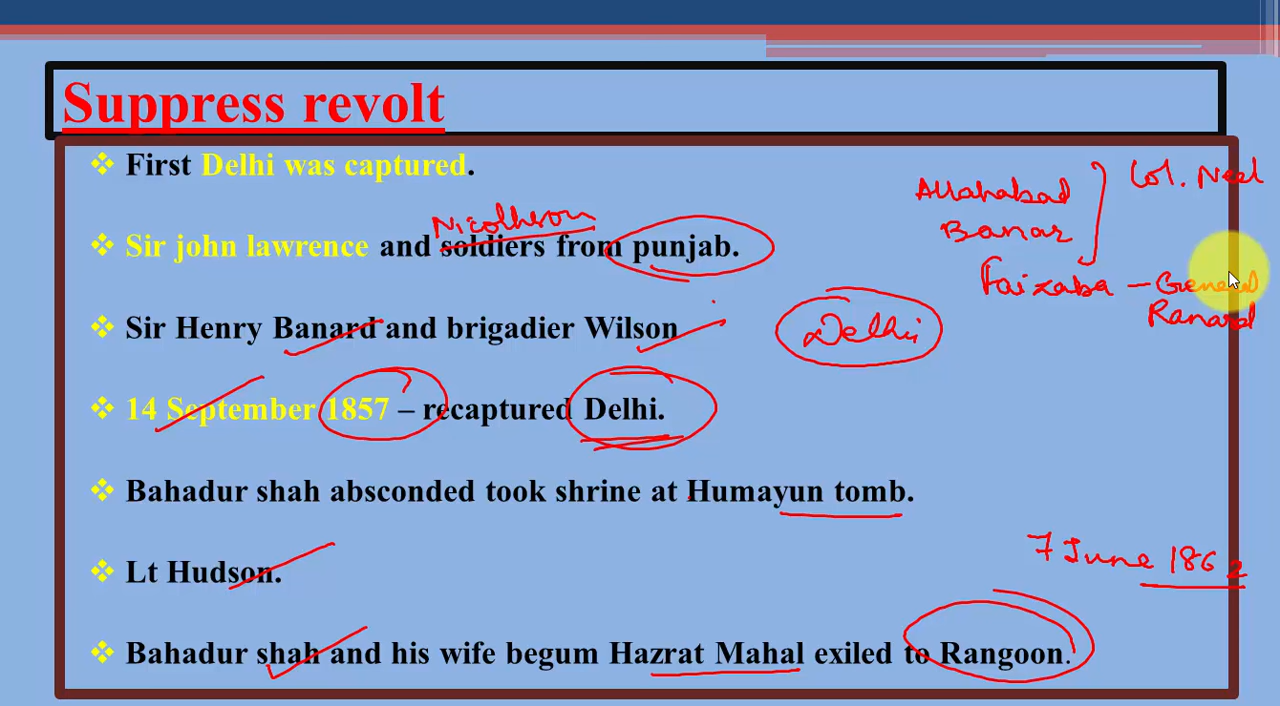 Suppress revolt
❖ First Delhi was captured.
Allahabad
Banar
Col. Neel
Nicolheson
❖ Sir john lawrence and soldiers from punjab.
Faizaba – General
Ranard
❖ Sir Henry Banard and brigadier Wilson
Delhi
❖ 14 September 1857 – recaptured Delhi.
❖ Bahadur shah absconded took shrine at Humayun tomb.
7 June 1862
❖ Lt Hudson.
❖ Bahadur shah and his wife begum Hazrat Mahal exiled to Rangoon.